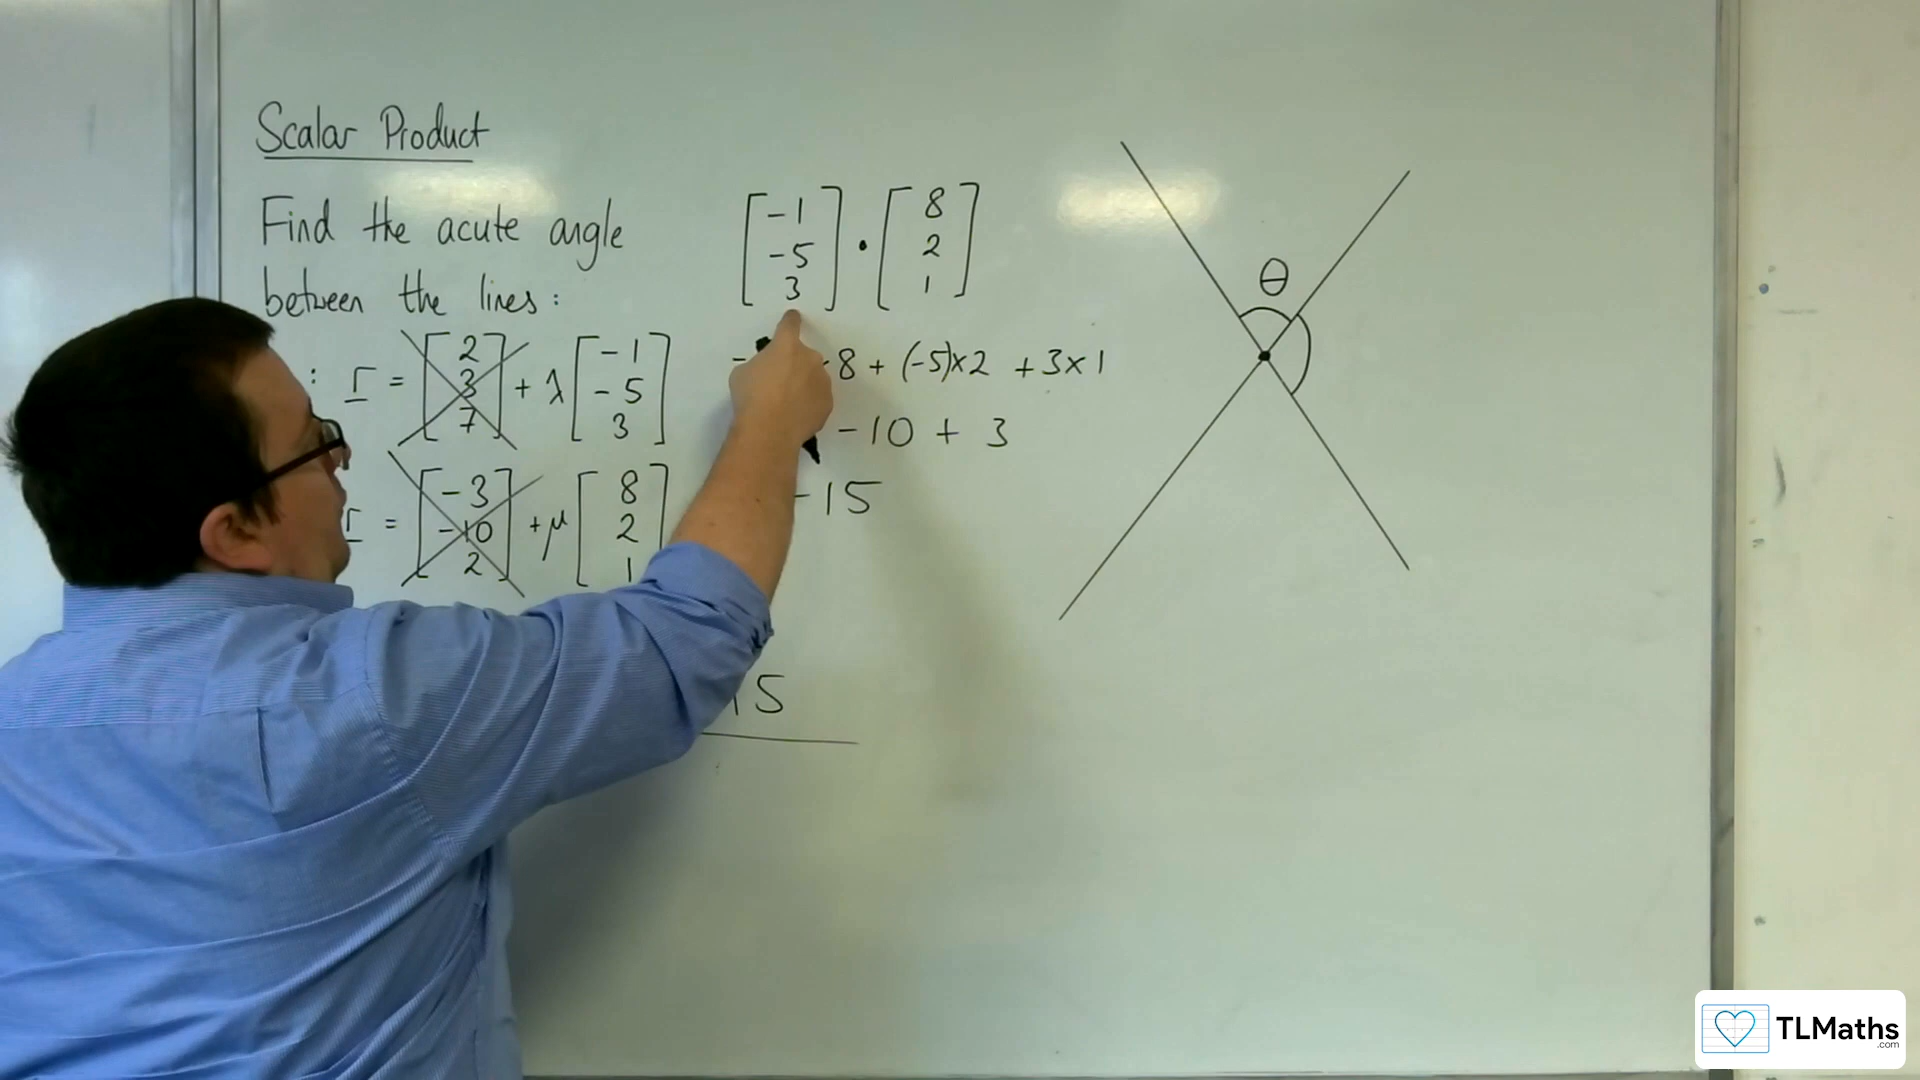 Scalar Product
Find the acute angle
between the lines:
: r = [2 3 7] + λ [-1 -5 3]
r = [-3 -10 2] + μ [8 2 1]
[-1 -5 3] • [8 2 1]
8 + (-5)×2 + 3×1
-10 + 3
-15
15
θ
TLMaths
.com